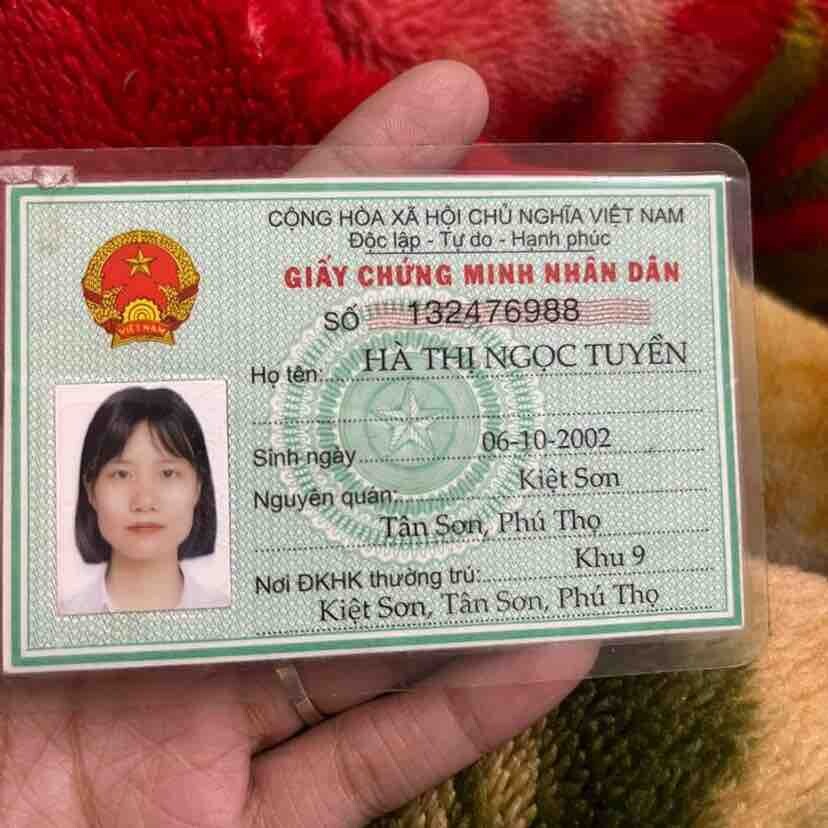 CỘNG HÒA XÃ HỘI CHỦ NGHĨA VIỆT NAM
Độc lập - Tự do - Hạnh phúc
GIẤY CHỨNG MINH NHÂN DÂN
SỐ 132476988
VIỆT NAM
Họ tên: HÀ THỊ NGỌC TUYỀN
Sinh ngày 06-10-2002
Nguyên quán: Kiệt Sơn
Tân Sơn, Phú Thọ
Nơi ĐKHK thường trú: Khu 9
Kiệt Sơn, Tân Sơn, Phú Thọ